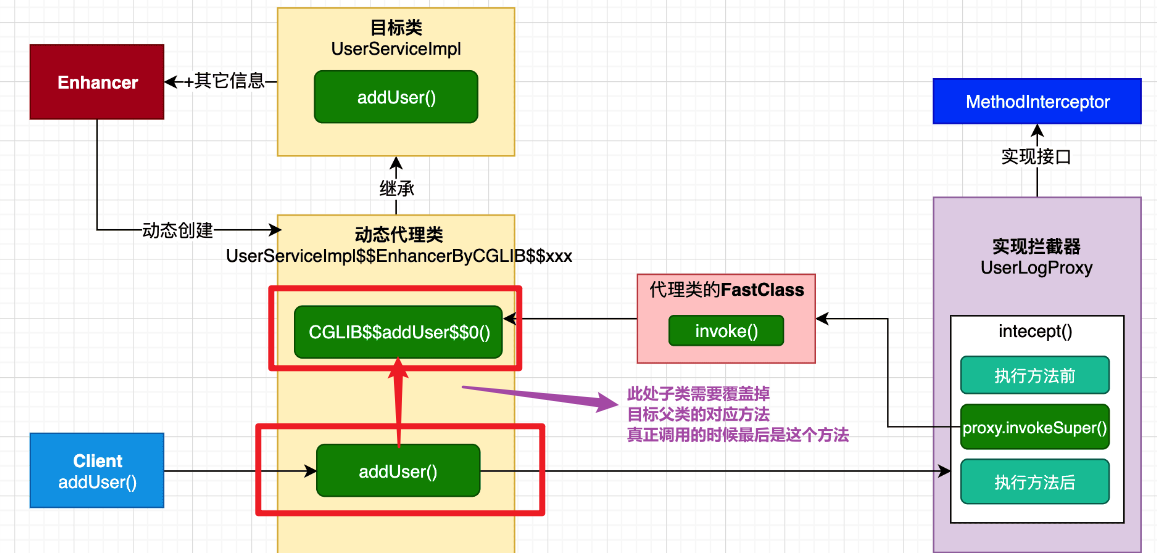 目标类
UserServiceImpl
addUser()
Enhancer
+其它信息
MethodInterceptor
实现接口
继承
动态创建
动态代理类
UserServiceImpl$$EnhancerByCGLIB$$xxx
实现拦截器
UserLogProxy
代理类的FastClass
invoke()
CGLIB$$addUser$$0()
intecept()
执行方法前
proxy.invokeSuper()
执行方法后
此处子类需要覆盖掉
目标父类的对应方法
真正调用的时候最后是这个方法
Client
addUser()
addUser()